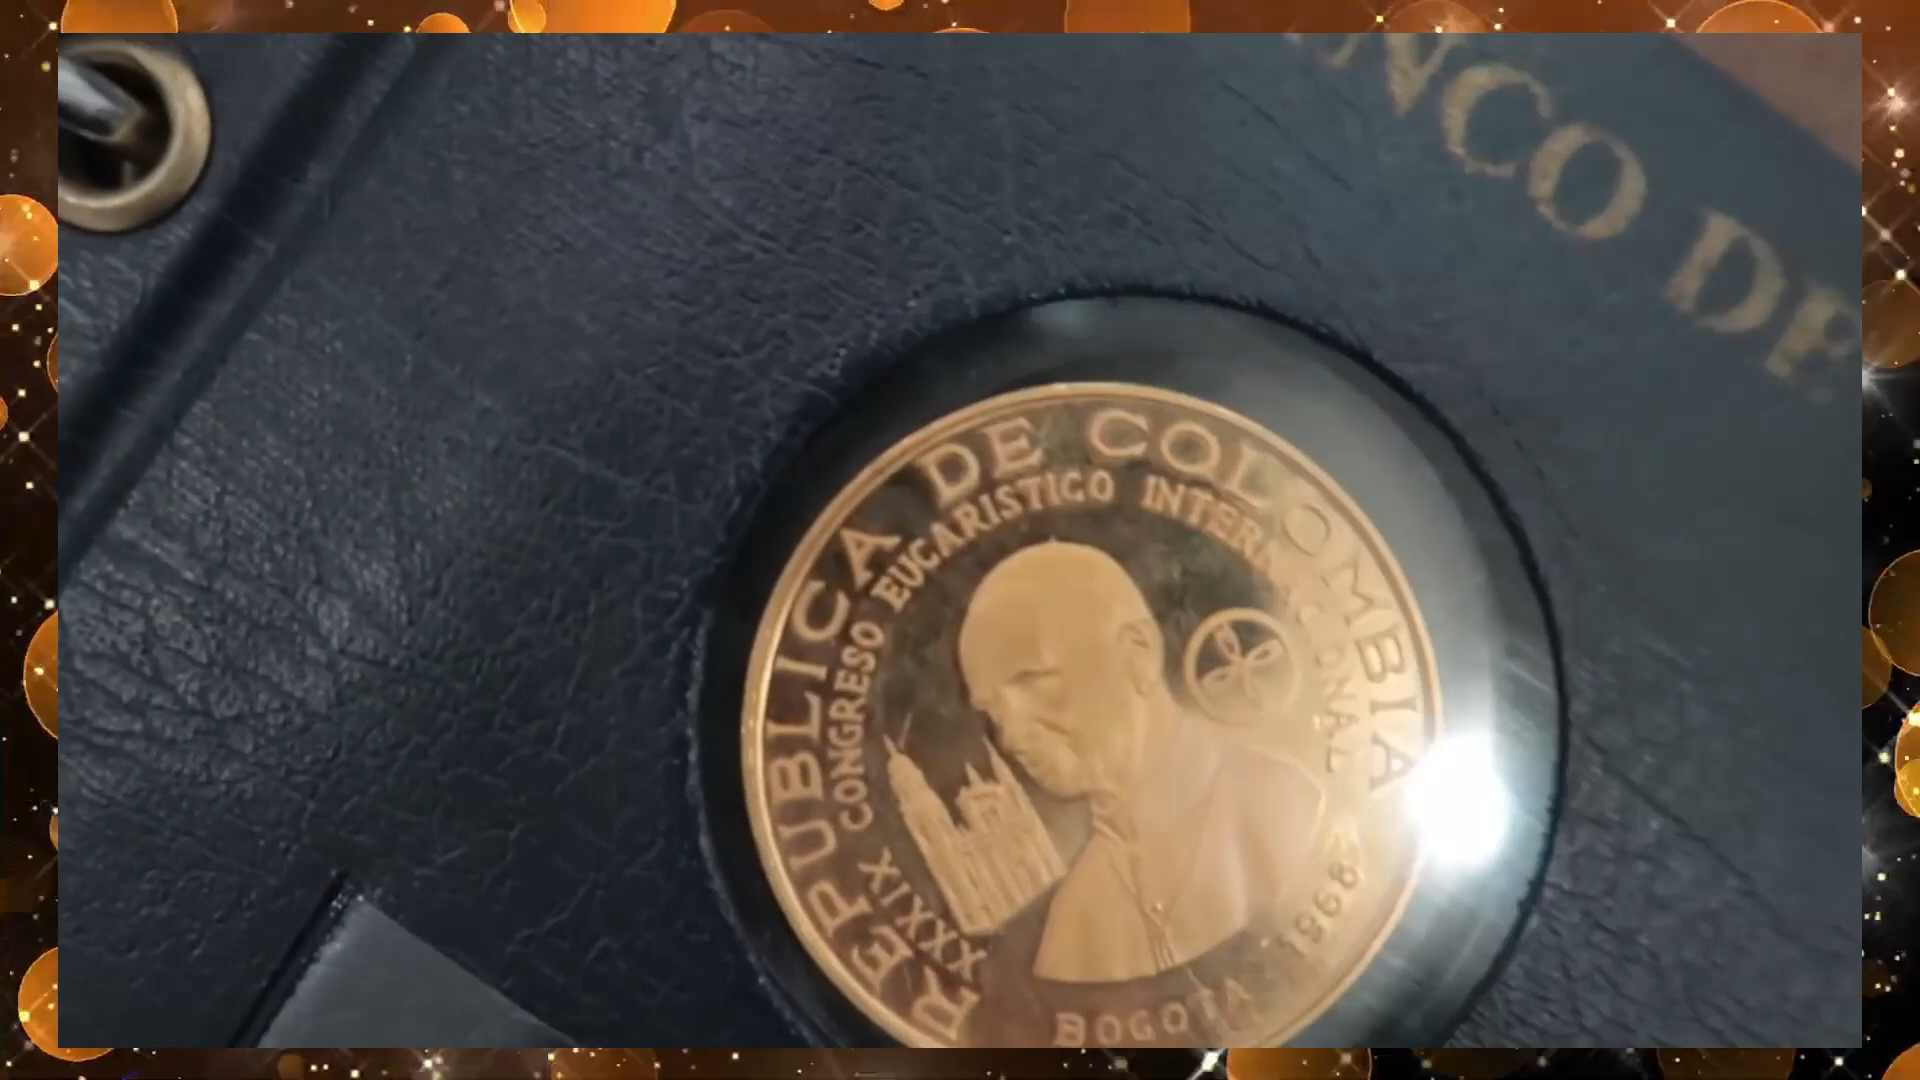 NCO DE
REPUBLICA DE COLOMBIA
XXXIX CONGRESO EUCARISTICO INTERNACIONAL
BOGOTA 1968